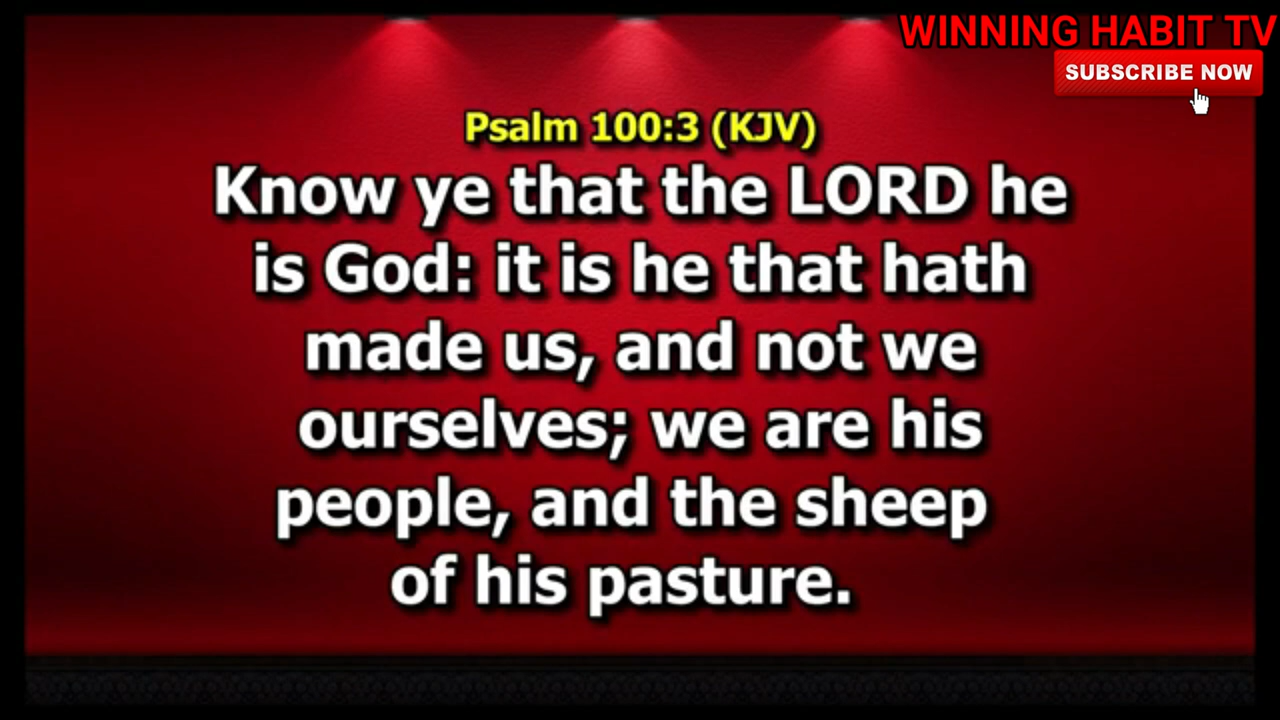 WINNING HABIT TV
SUBSCRIBE NOW
Psalm 100:3 (KJV)
Know ye that the LORD he
is God: it is he that hath
made us, and not we
ourselves; we are his
people, and the sheep
of his pasture.